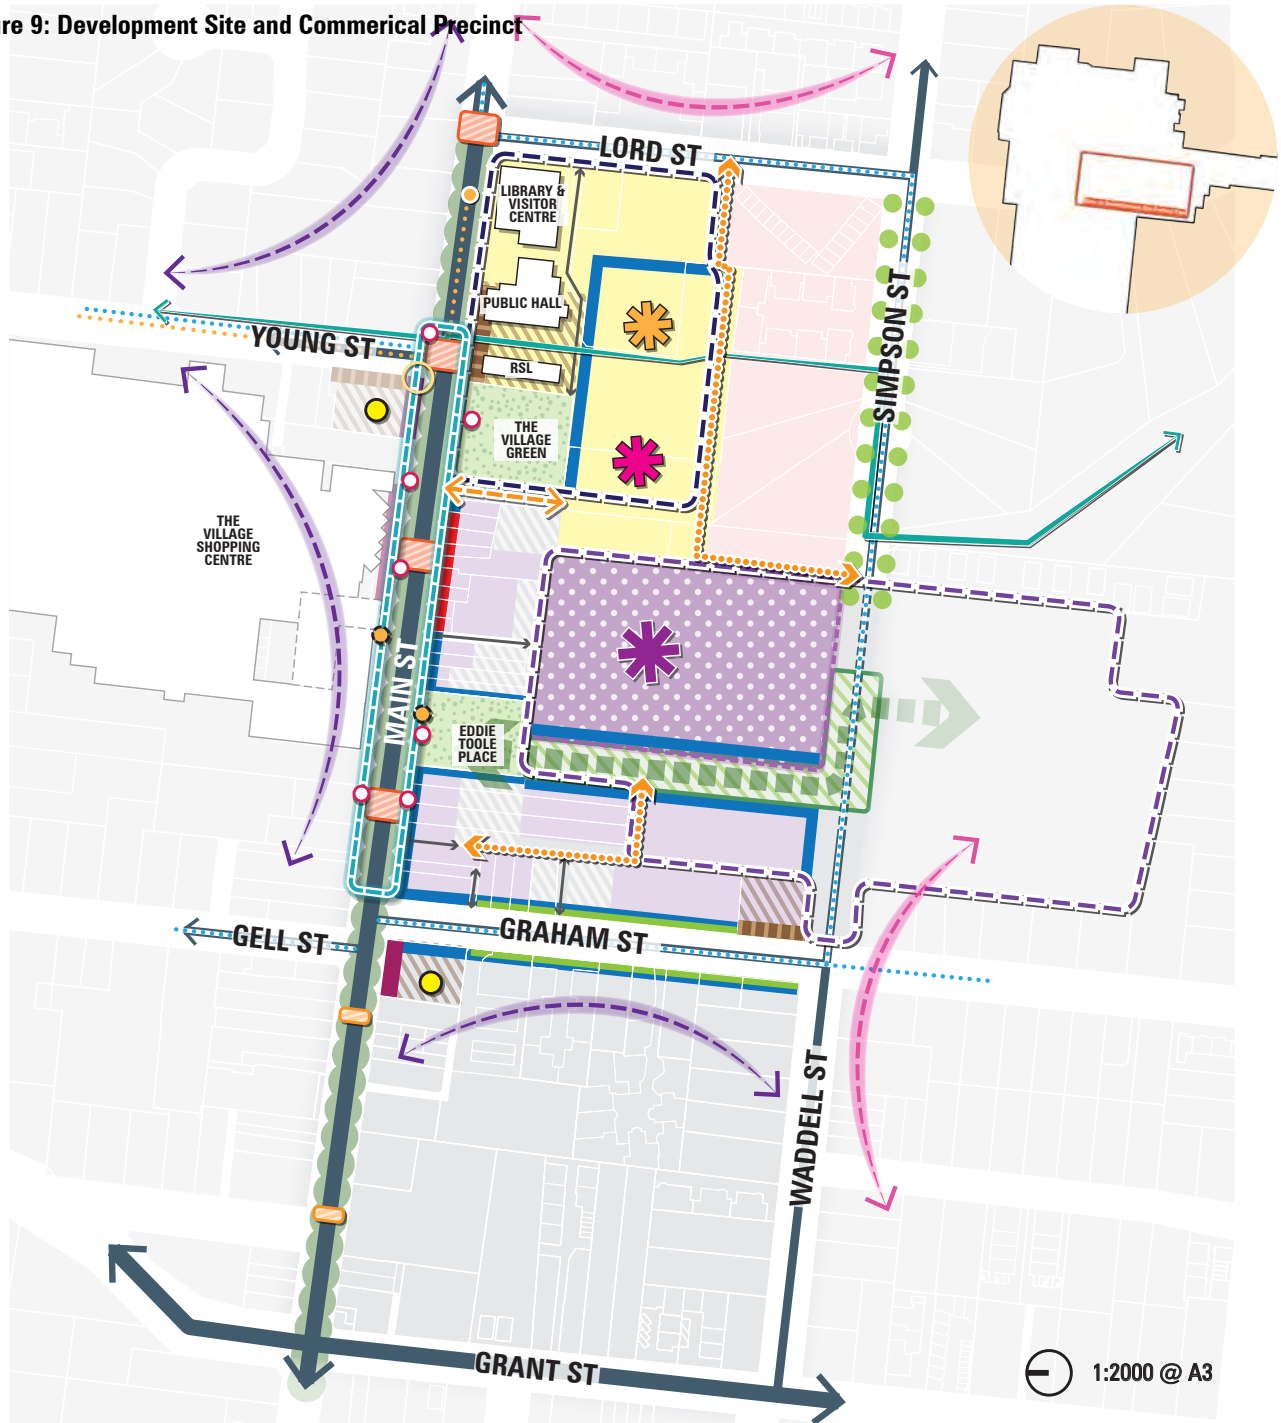 re 9: Development Site and Commerical Precinct
LORD ST
LIBRARY &
VISITOR
CENTRE
PUBLIC HALL
YOUNG ST
RSL
SIMPSON ST
THE
VILLAGE
GREEN
THE
VILLAGE
SHOPPING
CENTRE
MAIN ST
EDDIE
TOOLE
PLACE
GELL ST
GRAHAM ST
WADDELL ST
GRANT ST
1:2000 @ A3